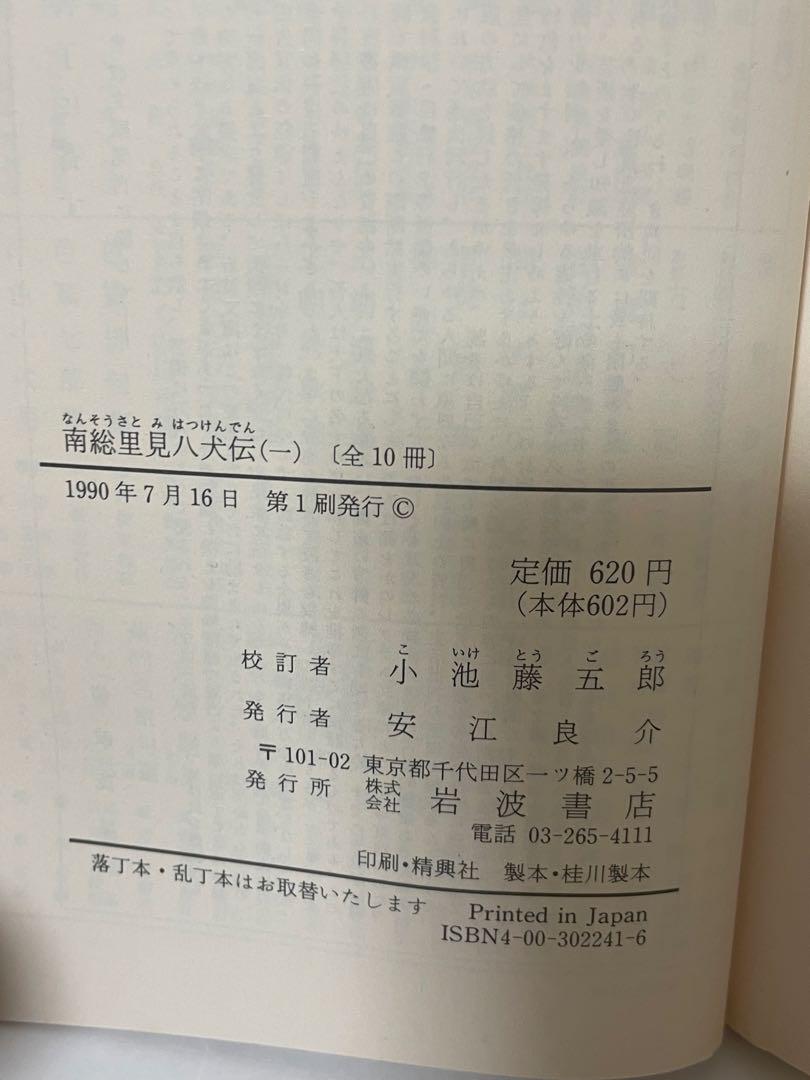 なんそうさと み はつけんでん
南総里見八犬伝(一) 〔全10冊〕
1990年7月16日 第1刷発行 ©
定価 620円
(本体602円)
こ いけ とう ご ろう
校訂者 小池藤五郎
発行者 安江良介
〒101-02 東京都千代田区一ツ橋2-5-5
発行所 株式会社 岩波書店
電話 03-265-4111
印刷・精興社 製本・桂川製本
落丁本・乱丁本はお取替いたします
Printed in Japan
ISBN4-00-302241-6